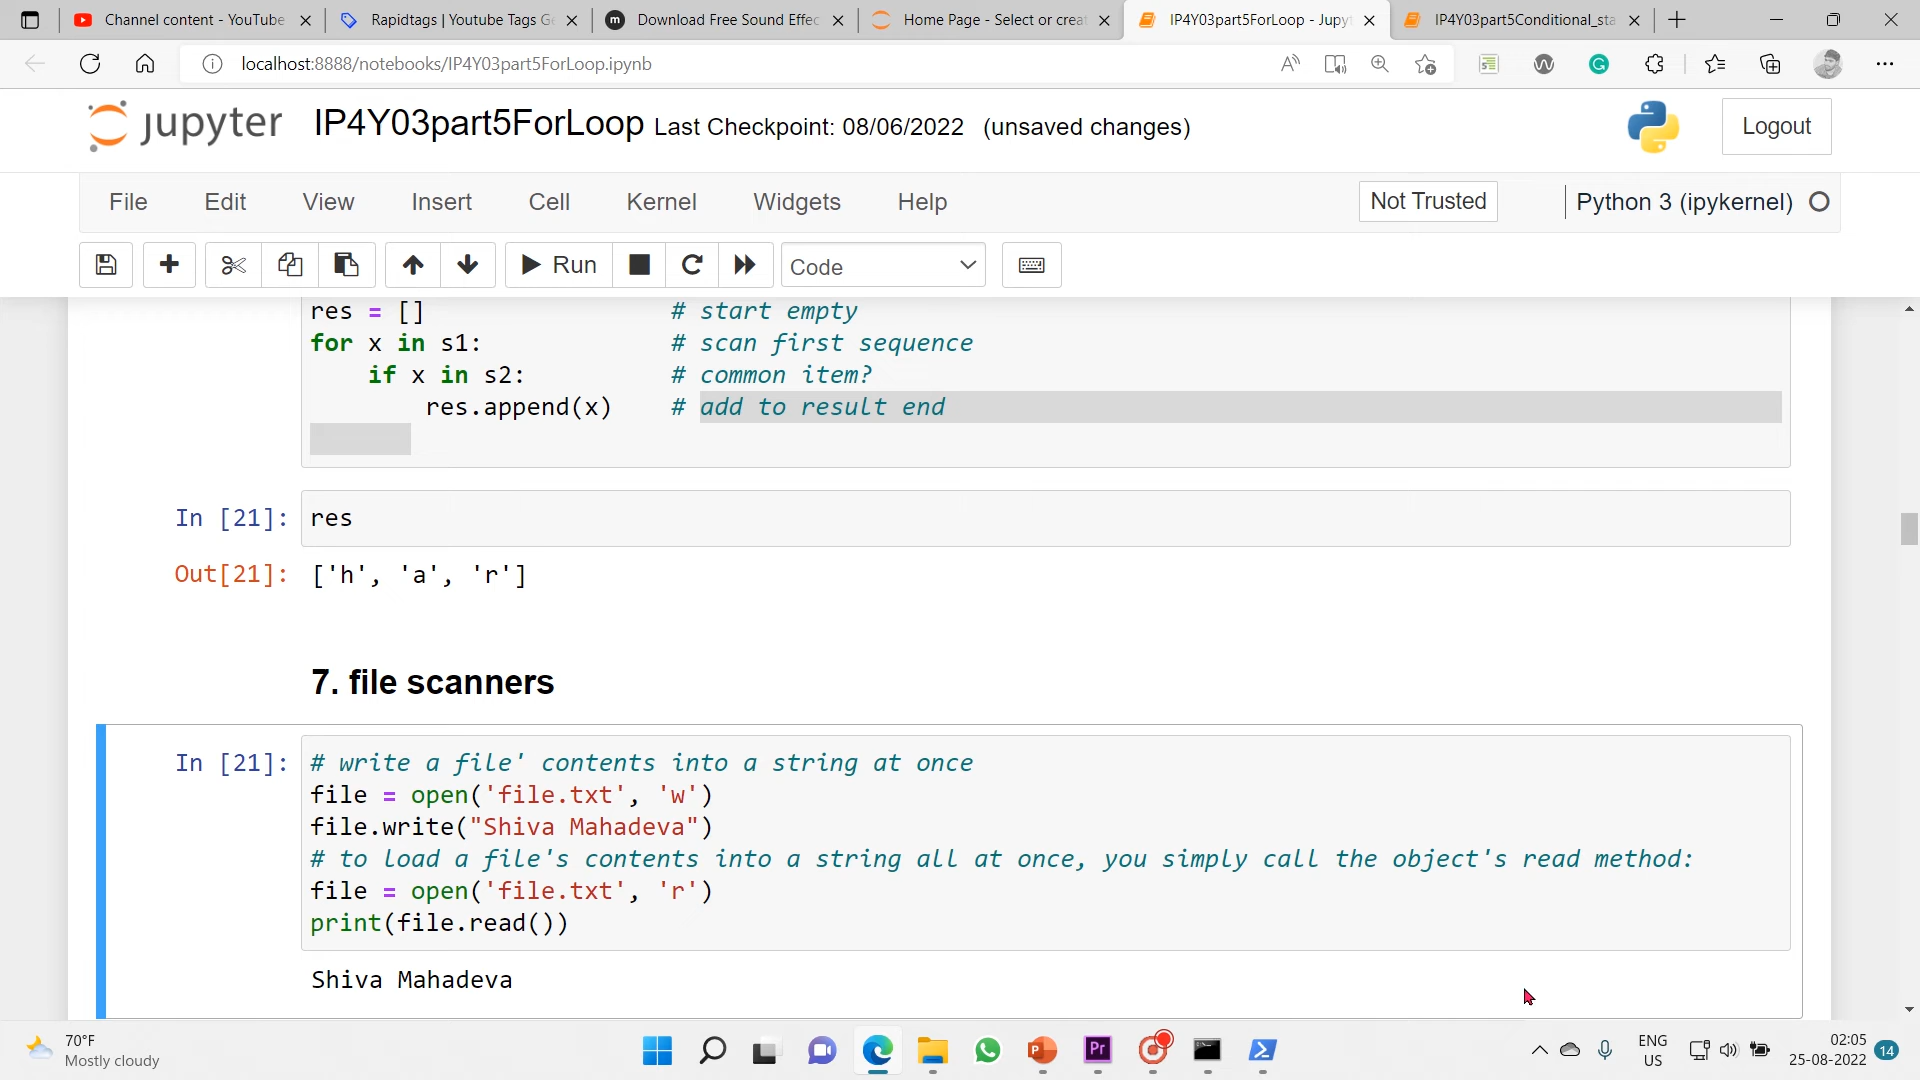 Channel content - YouTube
Rapidtags | Youtube Tags Ge
Download Free Sound Effec
Home Page - Select or creat
IP4Y03part5ForLoop - Jupyt
IP4Y03part5Conditional_sta
localhost:8888/notebooks/IP4Y03part5ForLoop.ipynb
jupyter IP4Y03part5ForLoop Last Checkpoint: 08/06/2022 (unsaved changes)
Logout
File Edit View Insert Cell Kernel Widgets Help
Not Trusted
Python 3 (ipykernel)
Run
Code
res = [] # start empty
for x in s1: # scan first sequence
if x in s2: # common item?
res.append(x) # add to result end
In [21]: res
Out[21]: ['h', 'a', 'r']
7. file scanners
In [21]: # write a file' contents into a string at once
file = open('file.txt', 'w')
file.write("Shiva Mahadeva")
# to load a file's contents into a string all at once, you simply call the object's read method:
file = open('file.txt', 'r')
print(file.read())
Shiva Mahadeva
70°F
Mostly cloudy
Pr
ENG
US
02:05
25-08-2022
14